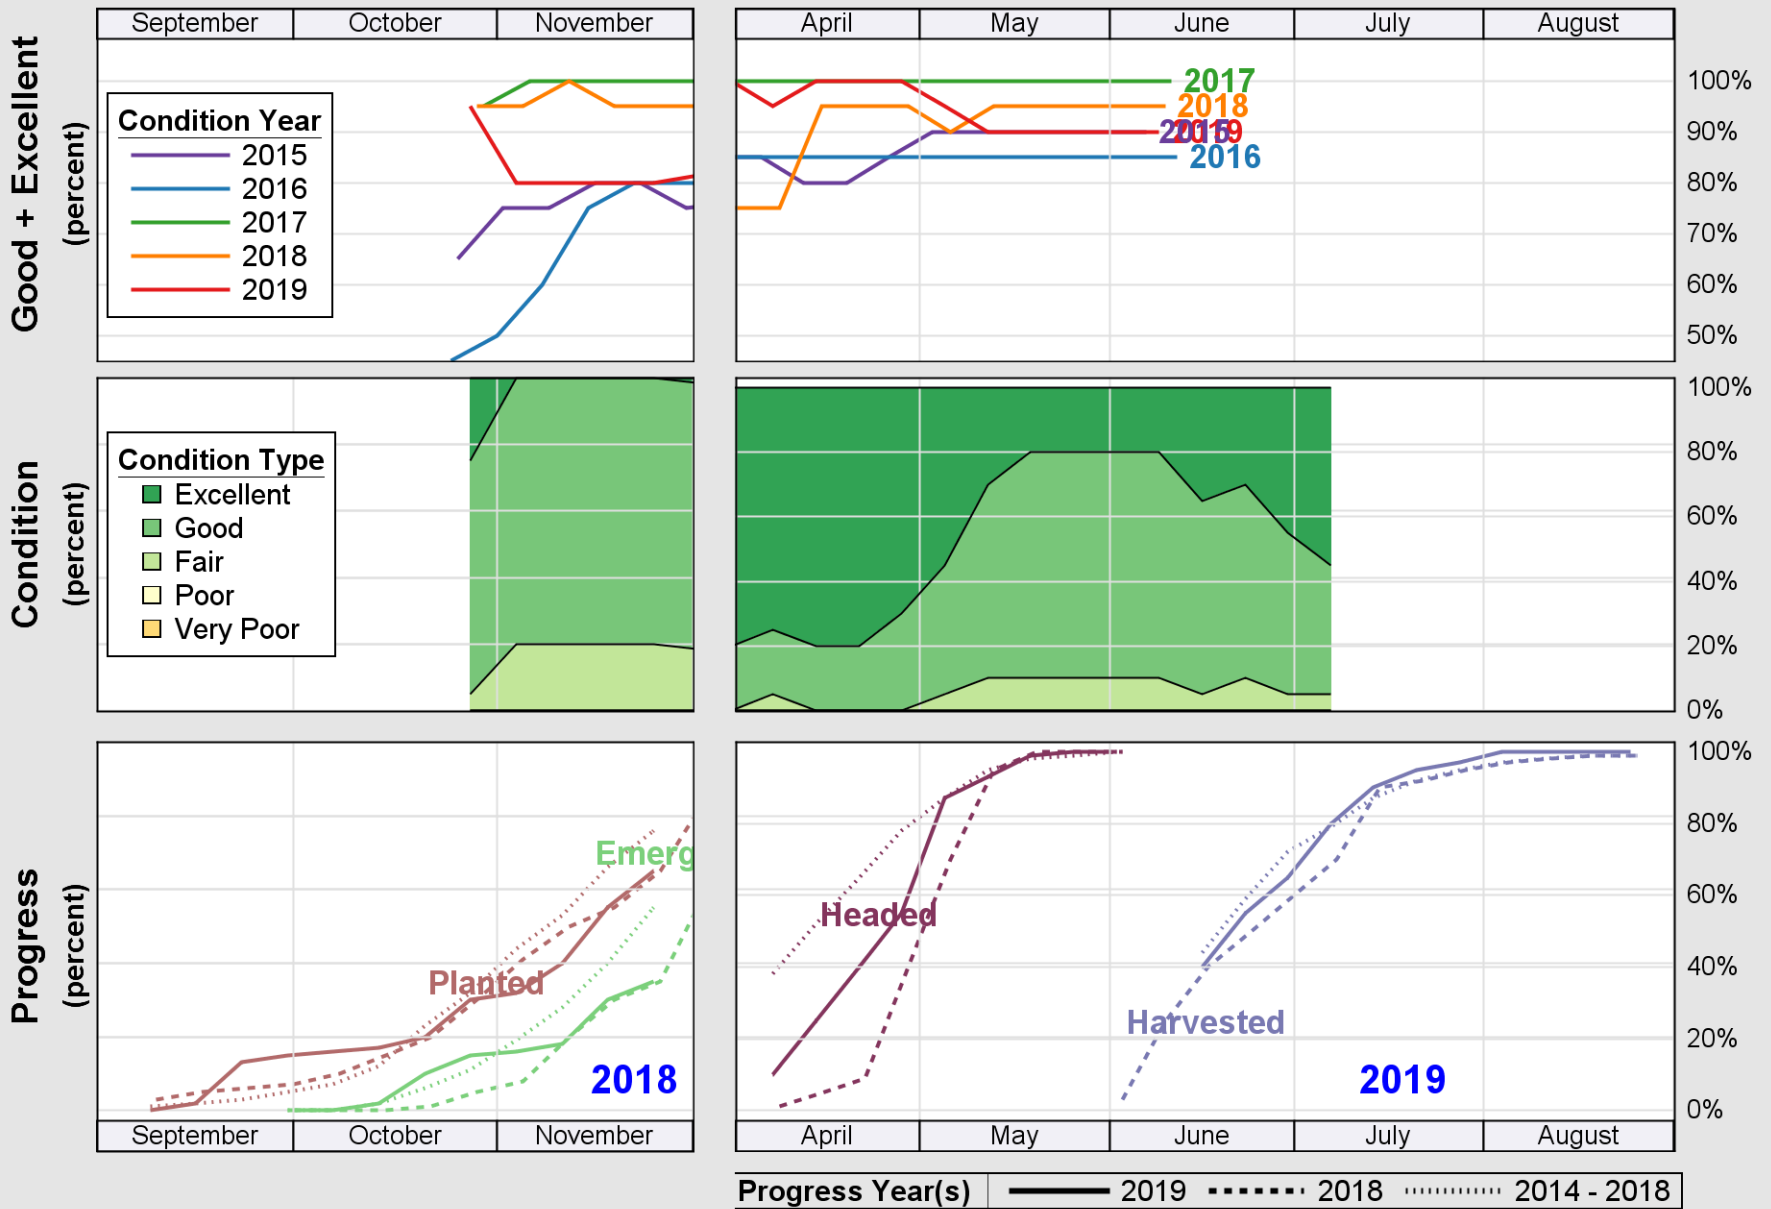 September October November April May June July August
Good + Excellent
(percent)
Condition Year
2015
2016
2017
2018
2019
2017
2018
2019
2015
2016
100%
90%
80%
70%
60%
50%
Condition
(percent)
Condition Type
Excellent
Good
Fair
Poor
Very Poor
100%
80%
60%
40%
20%
0%
Progress
(percent)
Emerg
Planted
2018
Headed
Harvested
2019
100%
80%
60%
40%
20%
0%
September October November April May June July August
Progress Year(s) 2019 2018 2014 - 2018